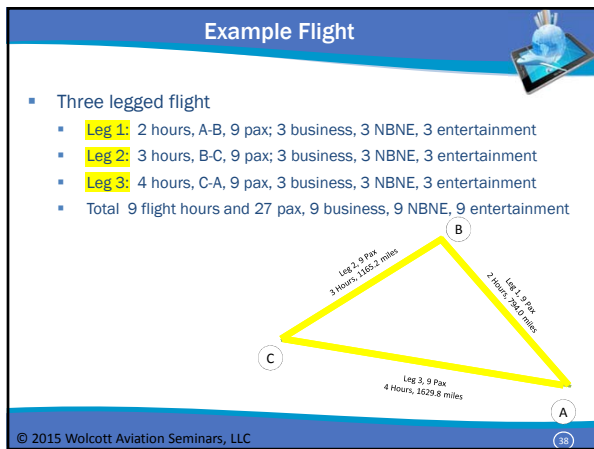 Example Flight
▪ Three legged flight
▪ Leg 1: 2 hours, A-B, 9 pax; 3 business, 3 NBNE, 3 entertainment
▪ Leg 2: 3 hours, B-C, 9 pax; 3 business, 3 NBNE, 3 entertainment
▪ Leg 3: 4 hours, C-A, 9 pax, 3 business, 3 NBNE, 3 entertainment
▪ Total 9 flight hours and 27 pax, 9 business, 9 NBNE, 9 entertainment
B
Leg 2, 9 Pax
3 Hours, 1165.2 miles
Leg 1, 9 Pax
2 Hours, 794.0 miles
C
Leg 3, 9 Pax
4 Hours, 1629.8 miles
A
© 2015 Wolcott Aviation Seminars, LLC
38